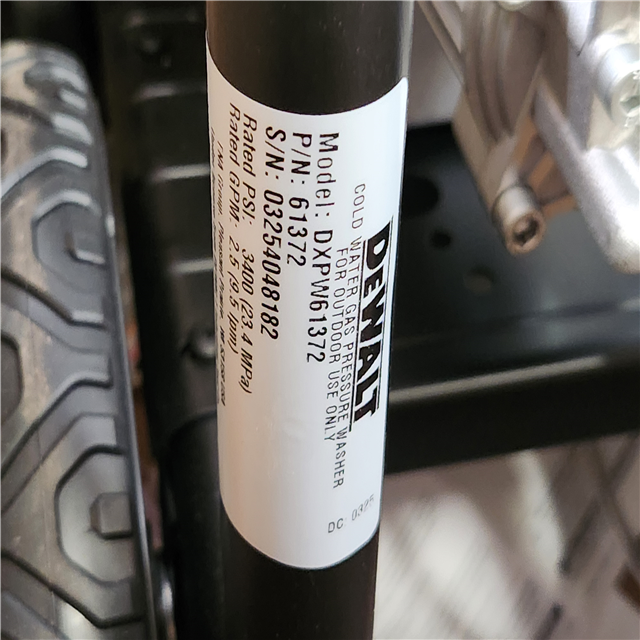 DEWALT
COLD WATER GAS PRESSURE WASHER
FOR OUTDOOR USE ONLY
Model: DXPW61372
P/N: 61372
S/N: 03254048182
Rated PSI: 3400 (23.4 MPa)
Rated GPM: 2.5 (9.5 lpm)
DC 0325